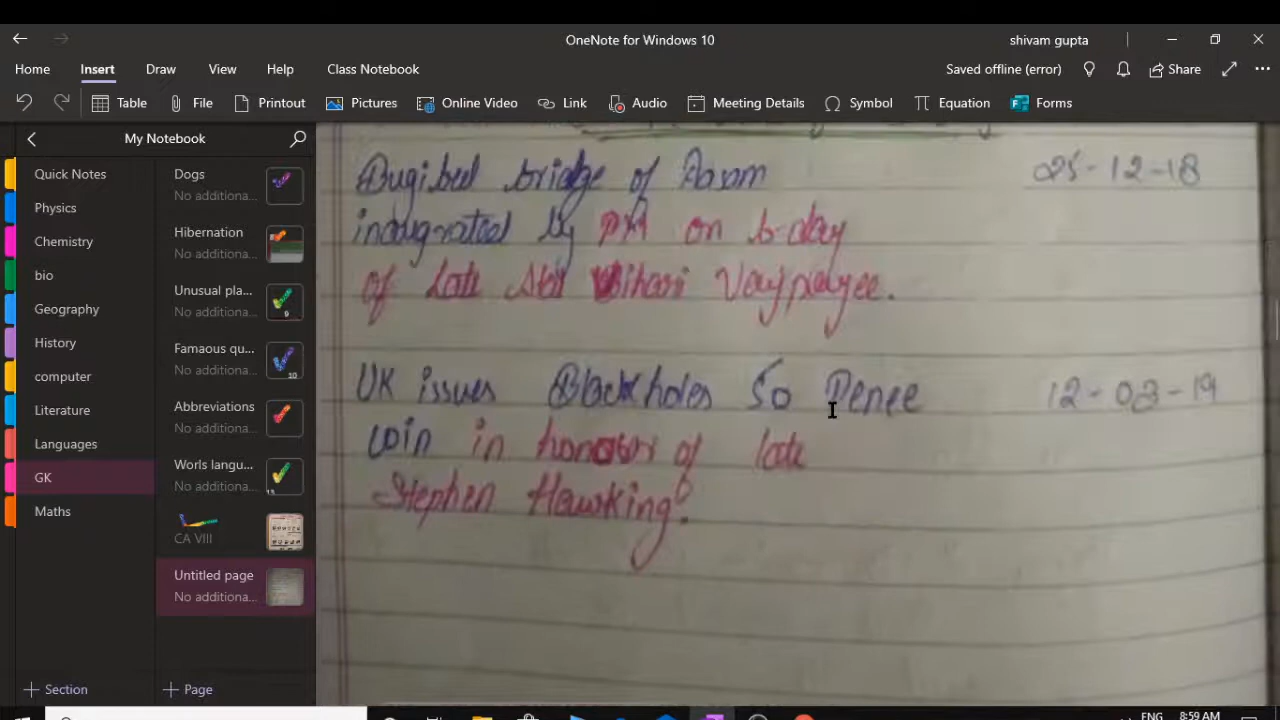 OneNote for Windows 10
shivam gupta
Home Insert Draw View Help Class Notebook
Saved offline (error)
Share
Table File Printout Pictures Online Video Link Audio Meeting Details Symbol Equation Forms
My Notebook
Quick Notes
Physics
Chemistry
bio
Geography
History
computer
Literature
Languages
GK
Maths
Section
Dogs
No additiona...
Hibernation
No additiona...
Unusual pla...
No additiona...
Famaous qu...
No additiona...
Abbreviations
No additiona...
Worls langu...
No additiona...
CA VIII
Untitled page
No additiona...
Page
bridge of Assam 25-12-18
by PM on b-day
of Late Vajpayee.
UK issues Blackholes 50 Pence 12-03-19
coin in honour of late
Stephen Hawking.
ENG 8:59 AM